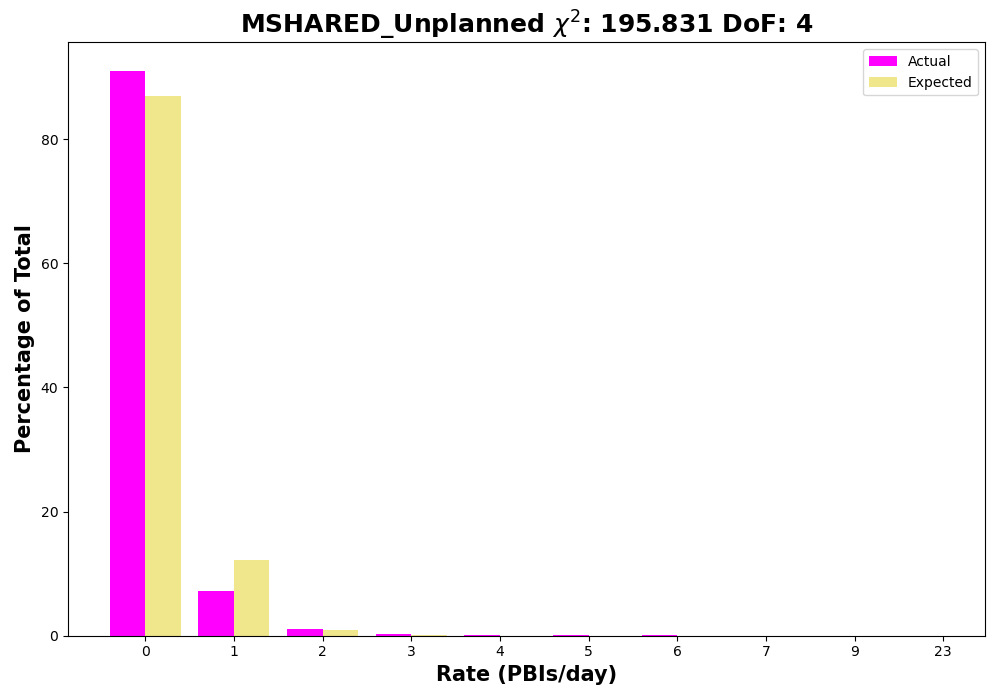 MSHARED_Unplanned χ²: 195.831 DoF: 4
Actual
Expected
Percentage of Total
80
60
40
20
0
0 1 2 3 4 5 6 7 9 23
Rate (PBIs/day)